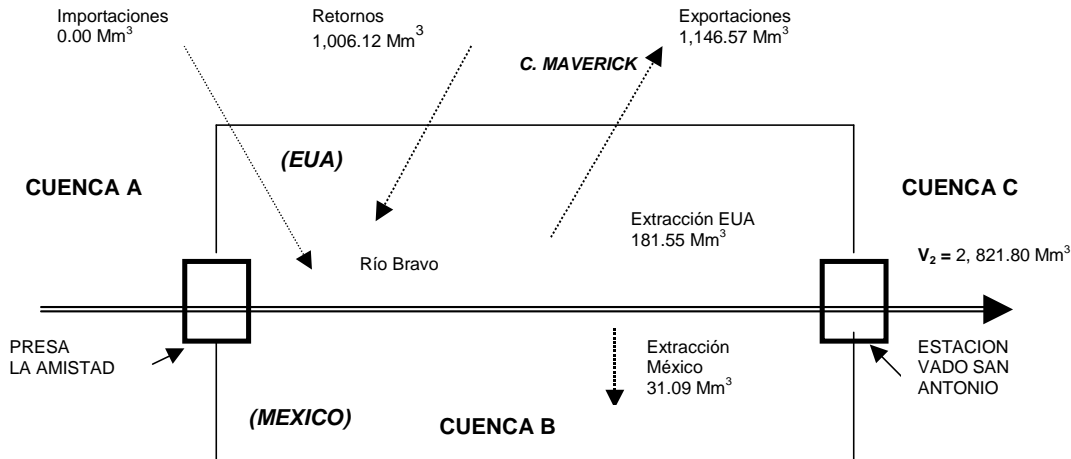 Importaciones
0.00 Mm³
Retornos
1,006.12 Mm³
Exportaciones
1,146.57 Mm³
C. MAVERICK
(EUA)
CUENCA A
CUENCA C
Extracción EUA
181.55 Mm³
V₂ = 2, 821.80 Mm³
Río Bravo
PRESA
LA AMISTAD
Extracción
México
31.09 Mm³
ESTACION
VADO SAN
ANTONIO
(MEXICO)
CUENCA B